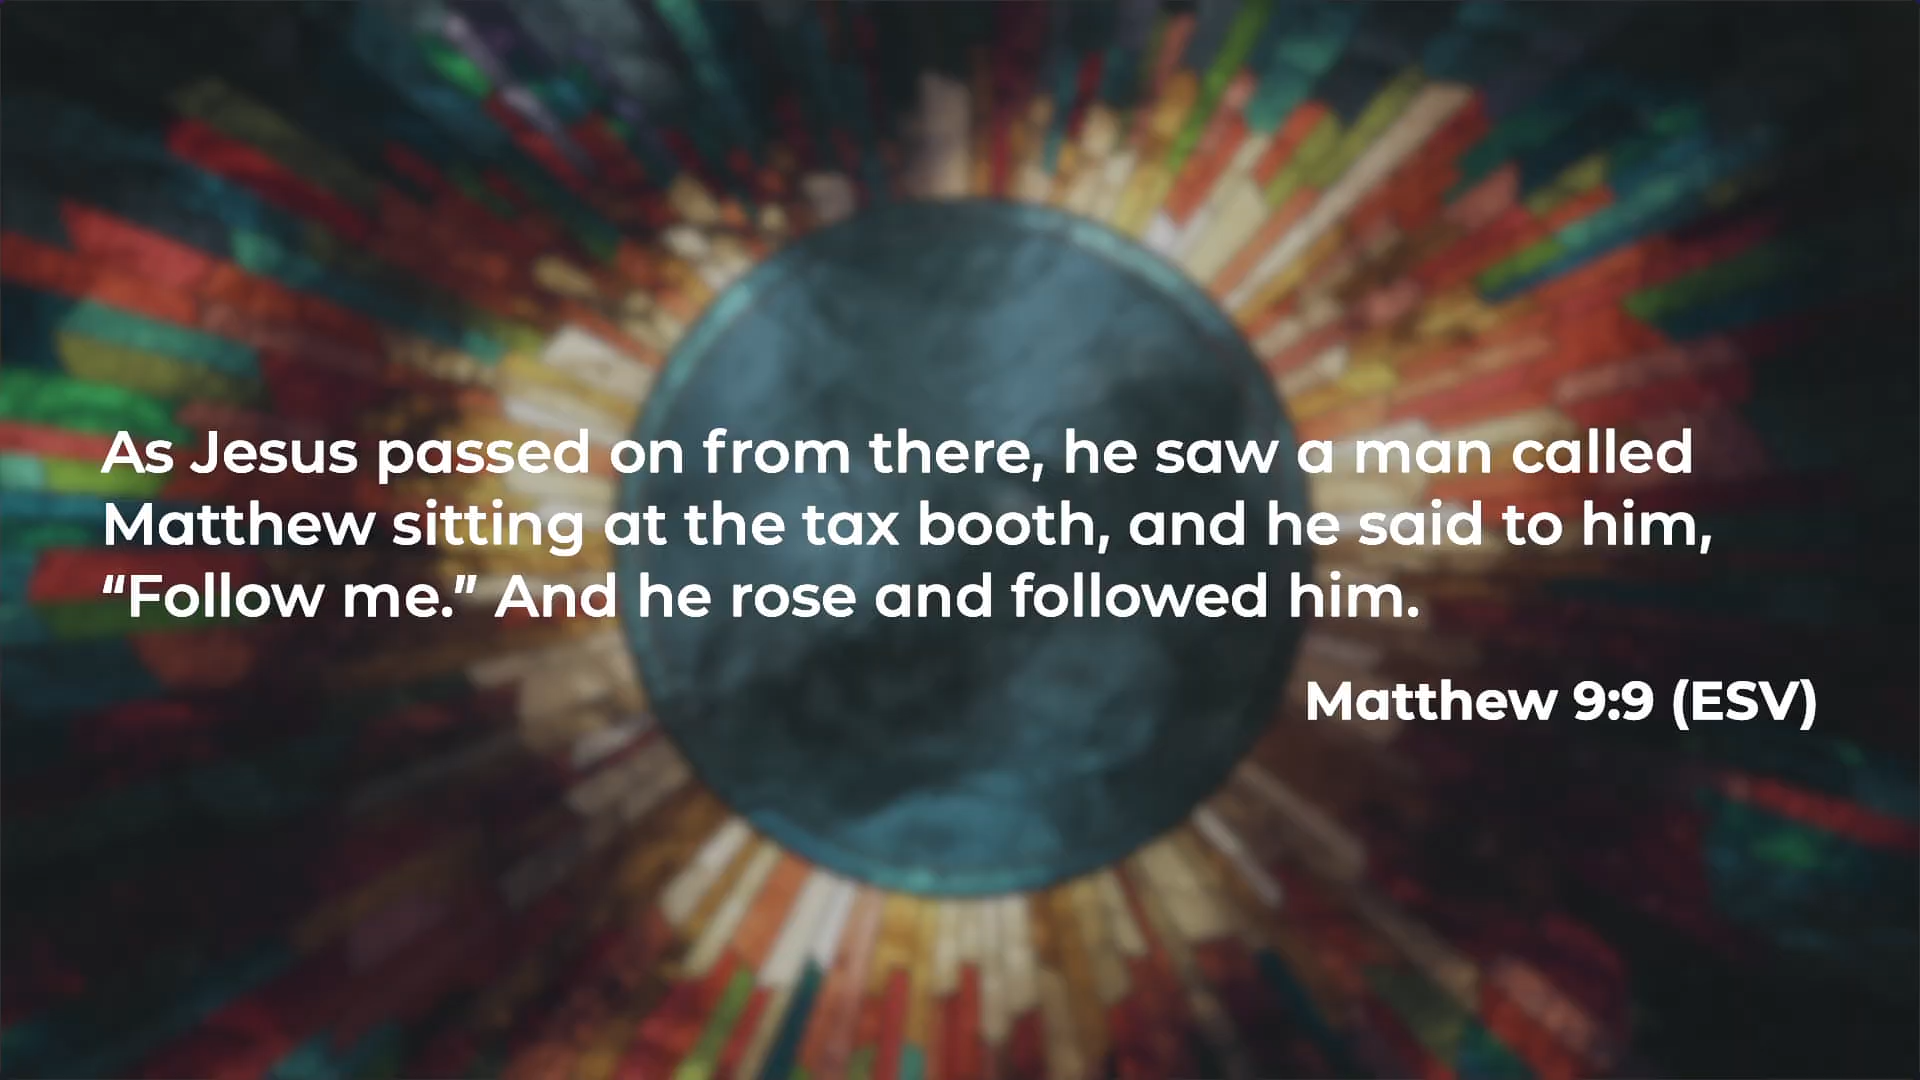 As Jesus passed on from there, he saw a man called
Matthew sitting at the tax booth, and he said to him,
“Follow me.” And he rose and followed him.
Matthew 9:9 (ESV)